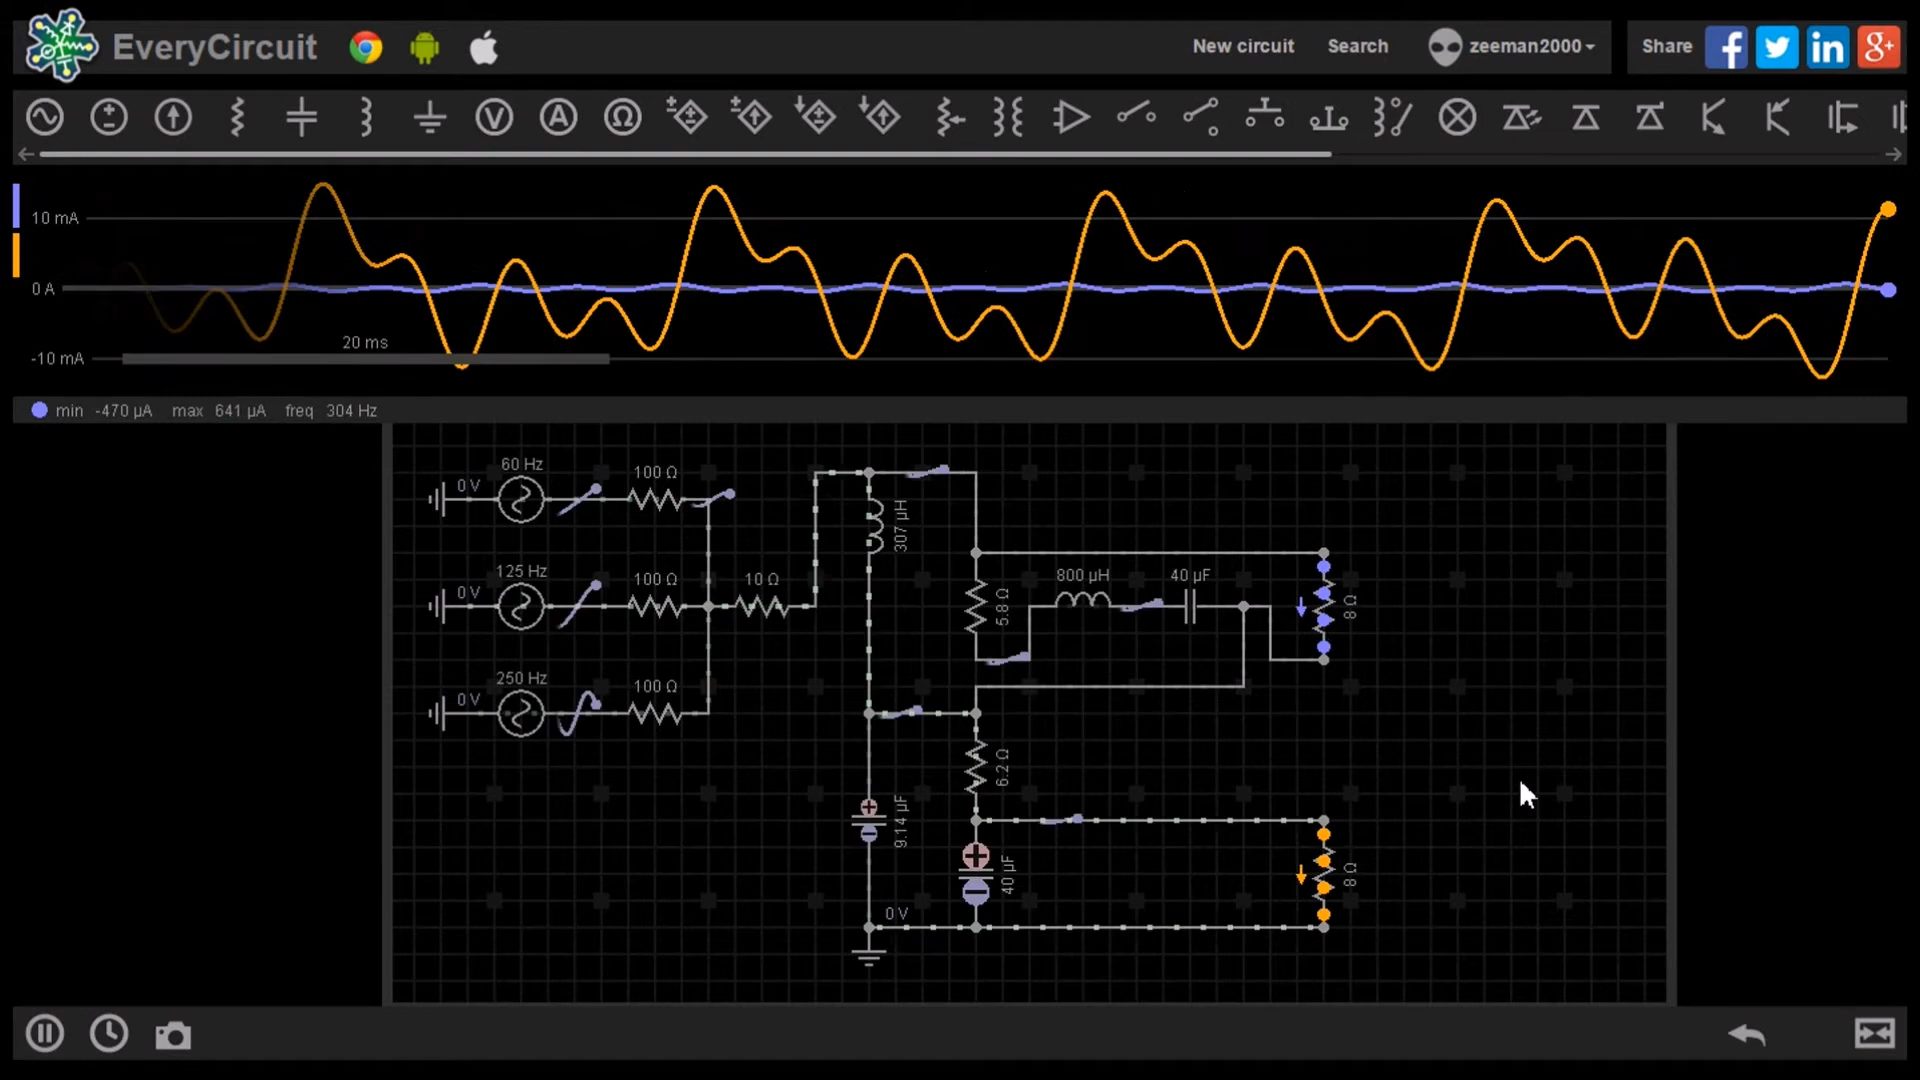 EveryCircuit New circuit Search zeeman2000 Share
10 mA
0 A
20 ms
-10 mA
min -470 µA max 641 µA freq 304 Hz
60 Hz
0 V
100 Ω
307 µH
125 Hz
0 V
100 Ω
10 Ω
5.8 Ω
800 µH
40 µF
8 Ω
250 Hz
0 V
100 Ω
6.2 Ω
9.14 µF
40 µF
8 Ω
0 V